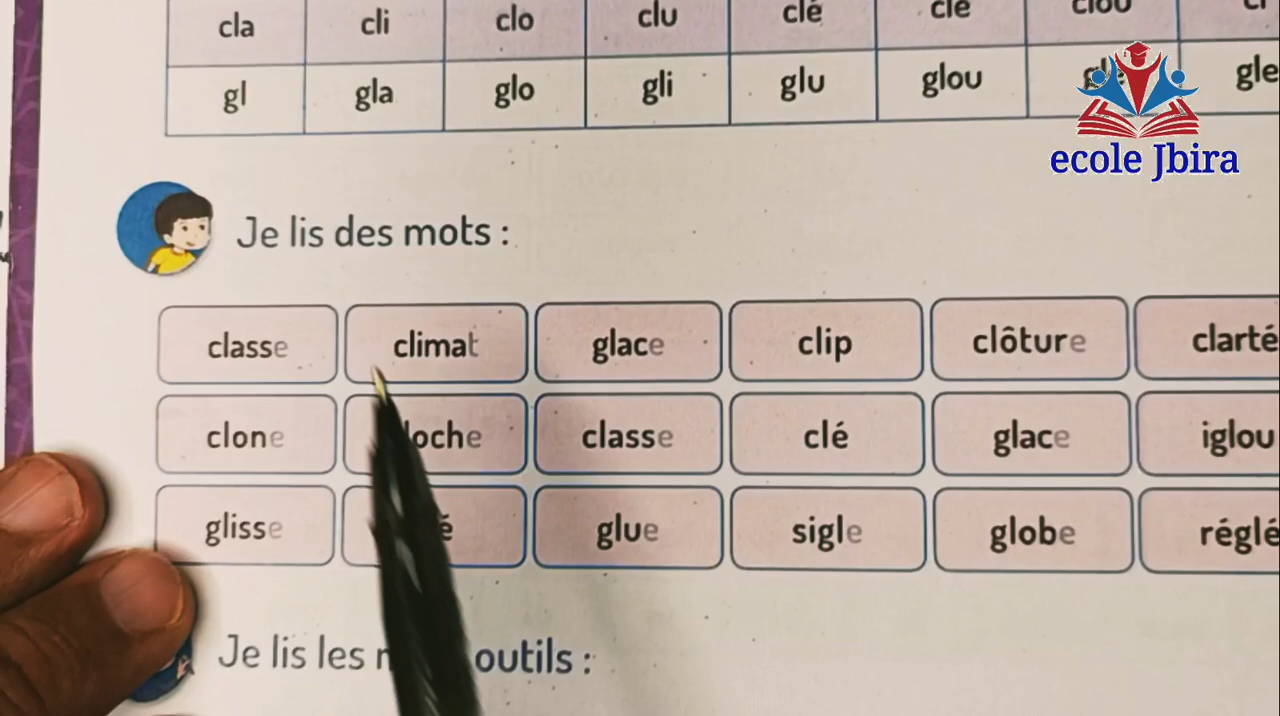 cla cli clo clu clé cle clou
gl gla glo gli glu glou gle
ecole Jbira
Je lis des mots :
classe climat glace clip clôture clarté
clone classe clé glace iglou
glisse glue sigle globe réglé
Je lis les outils :